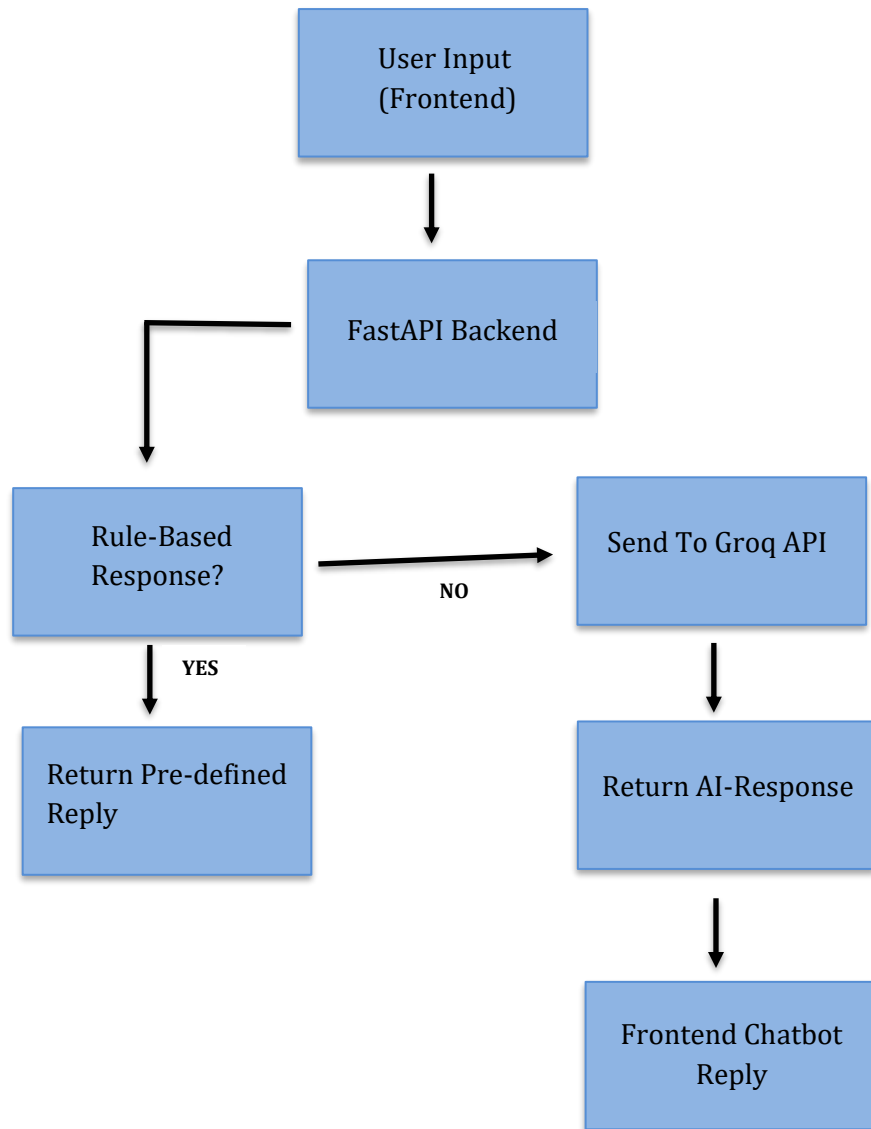 User Input
(Frontend)
FastAPI Backend
Rule-Based
Response?
Send To Groq API
NO
YES
Return Pre-defined
Reply
Return AI-Response
Frontend Chatbot
Reply